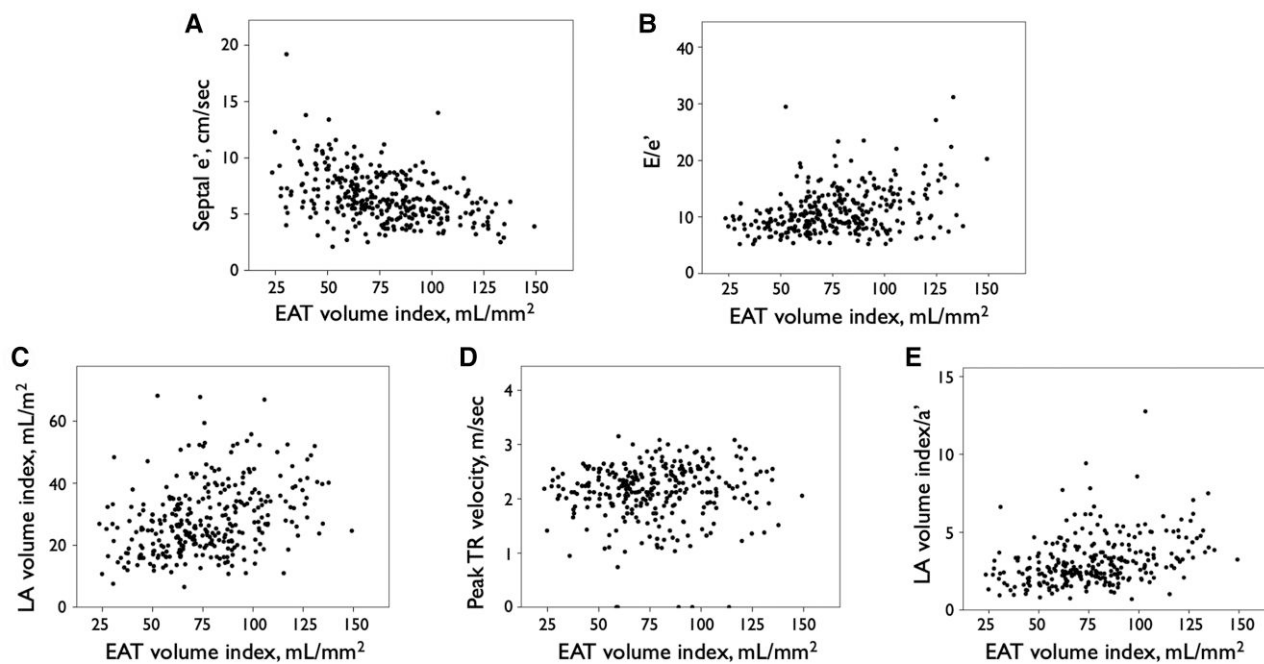 A
20
15
10
5
0
Septal e', cm/sec
25 50 75 100 125 150
EAT volume index, mL/mm²
B
40
30
20
10
0
E/e'
25 50 75 100 125 150
EAT volume index, mL/mm²
C
60
40
20
0
LA volume index, mL/m²
25 50 75 100 125 150
EAT volume index, mL/mm²
D
4
3
2
1
0
Peak TR velocity, m/sec
25 50 75 100 125 150
EAT volume index, mL/mm²
E
15
10
5
0
LA volume index/a'
25 50 75 100 125 150
EAT volume index, mL/mm²